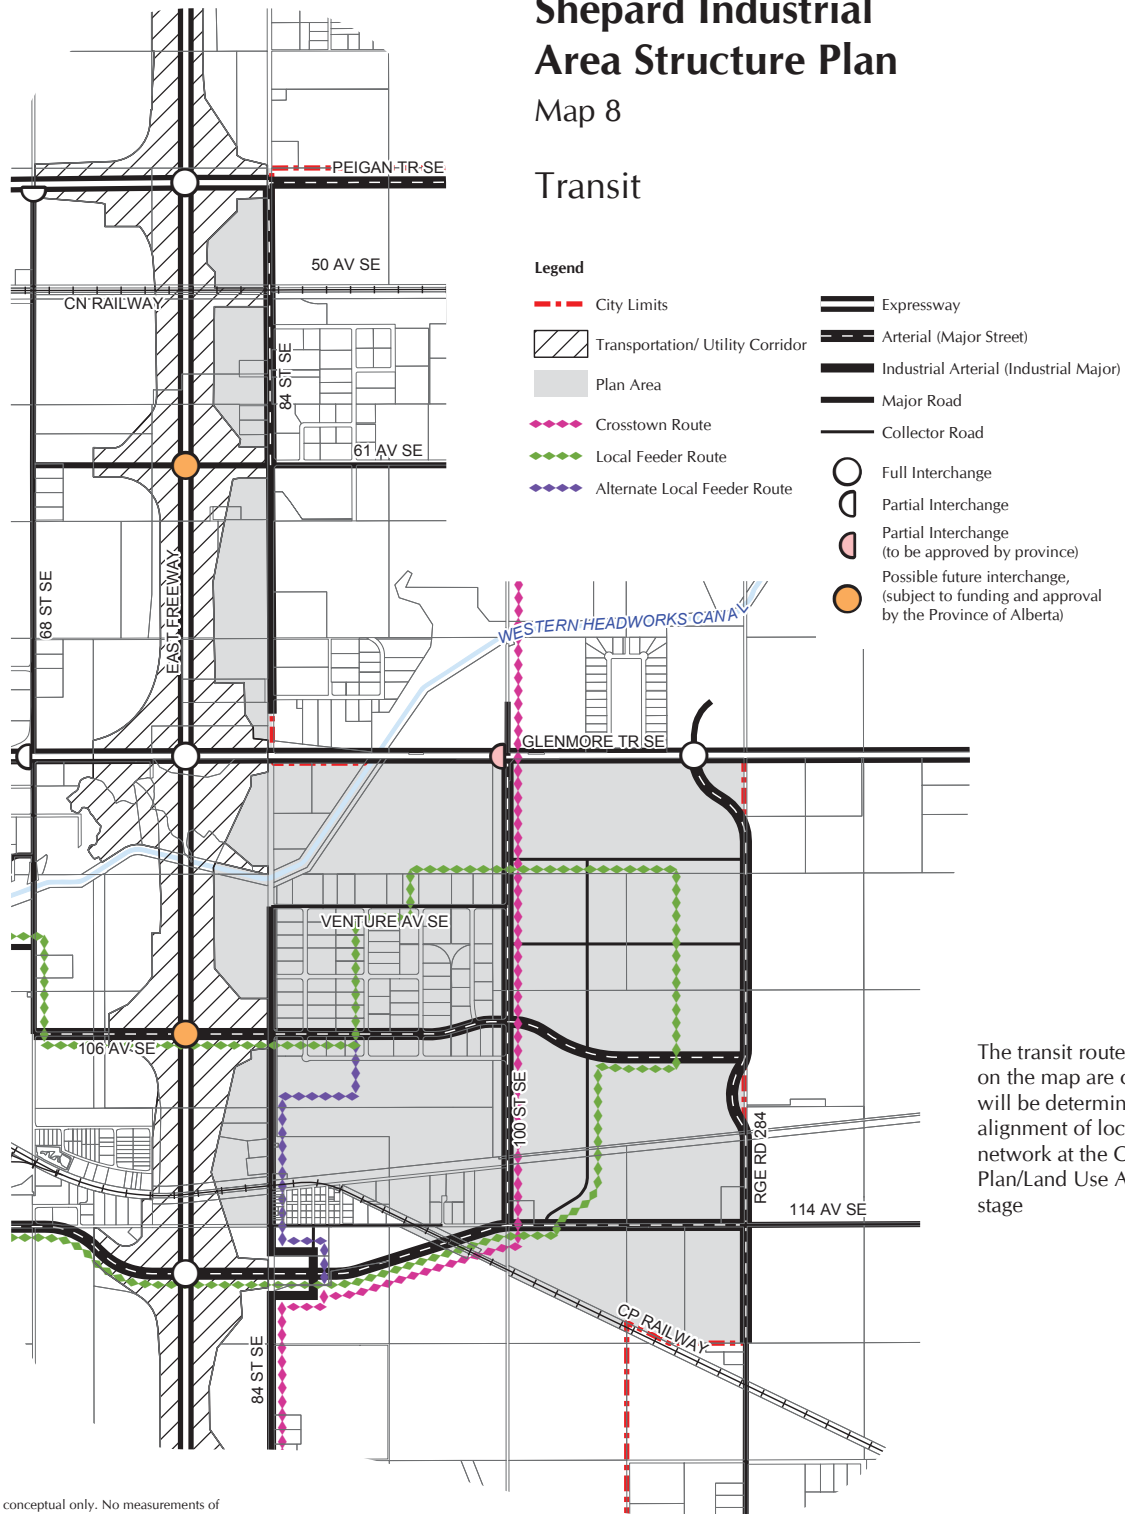 Shepard Industrial
Area Structure Plan
Map 8
Transit
Legend
City Limits
Transportation/ Utility Corridor
Plan Area
Crosstown Route
Local Feeder Route
Alternate Local Feeder Route
Expressway
Arterial (Major Street)
Industrial Arterial (Industrial Major)
Major Road
Collector Road
Full Interchange
Partial Interchange
Partial Interchange
(to be approved by province)
Possible future interchange,
(subject to funding and approval
by the Province of Alberta)
PEIGAN TR SE
50 AV SE
CN RAILWAY
84 ST SE
61 AV SE
68 ST SE
EAST FREEWAY
WESTERN HEADWORKS CANAL
GLENMORE TR SE
VENTURE AV SE
106 AV SE
100 ST SE
RGE RD 284
114 AV SE
CP RAILWAY
84 ST SE
The transit route
on the map are
will be determin
alignment of loc
network at the
Plan/Land Use A
stage
conceptual only. No measurements of